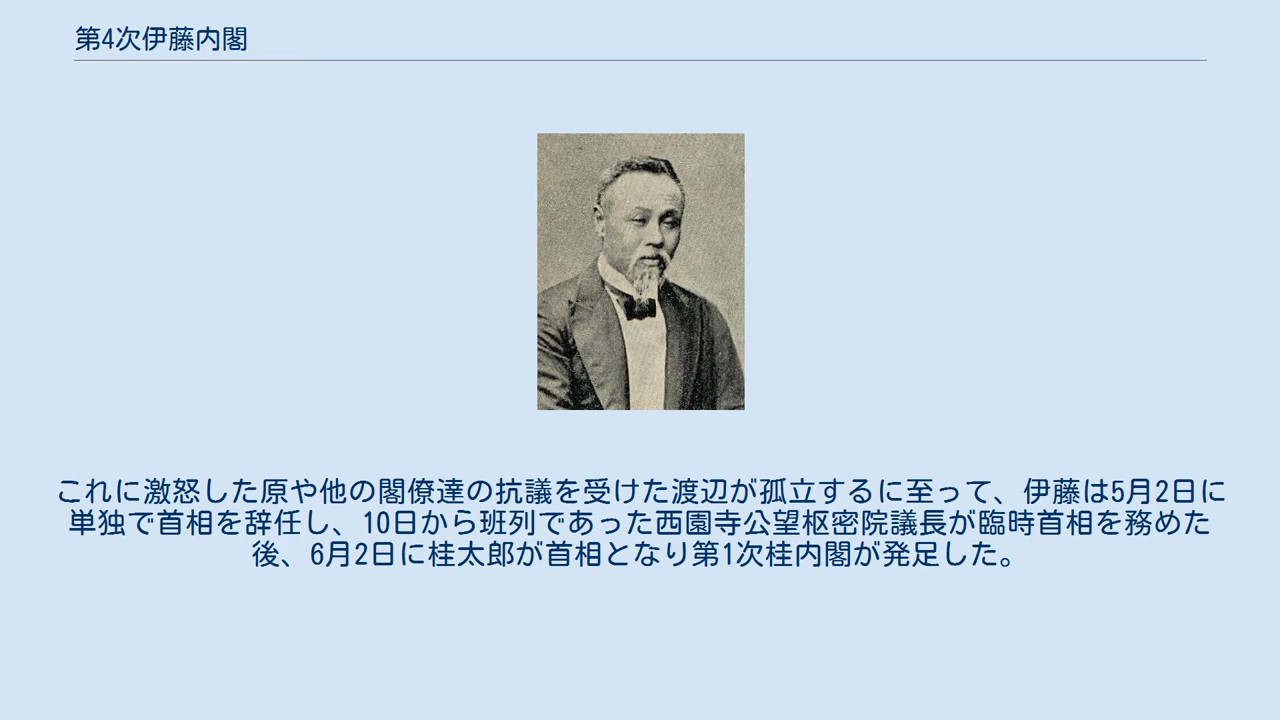 第4次伊藤内閣
これに激怒した原や他の閣僚達の抗議を受けた渡辺が孤立するに至って、伊藤は5月2日に
単独で首相を辞任し、10日から班列であった西園寺公望枢密院議長が臨時首相を務めた
後、6月2日に桂太郎が首相となり第1次桂内閣が発足した。